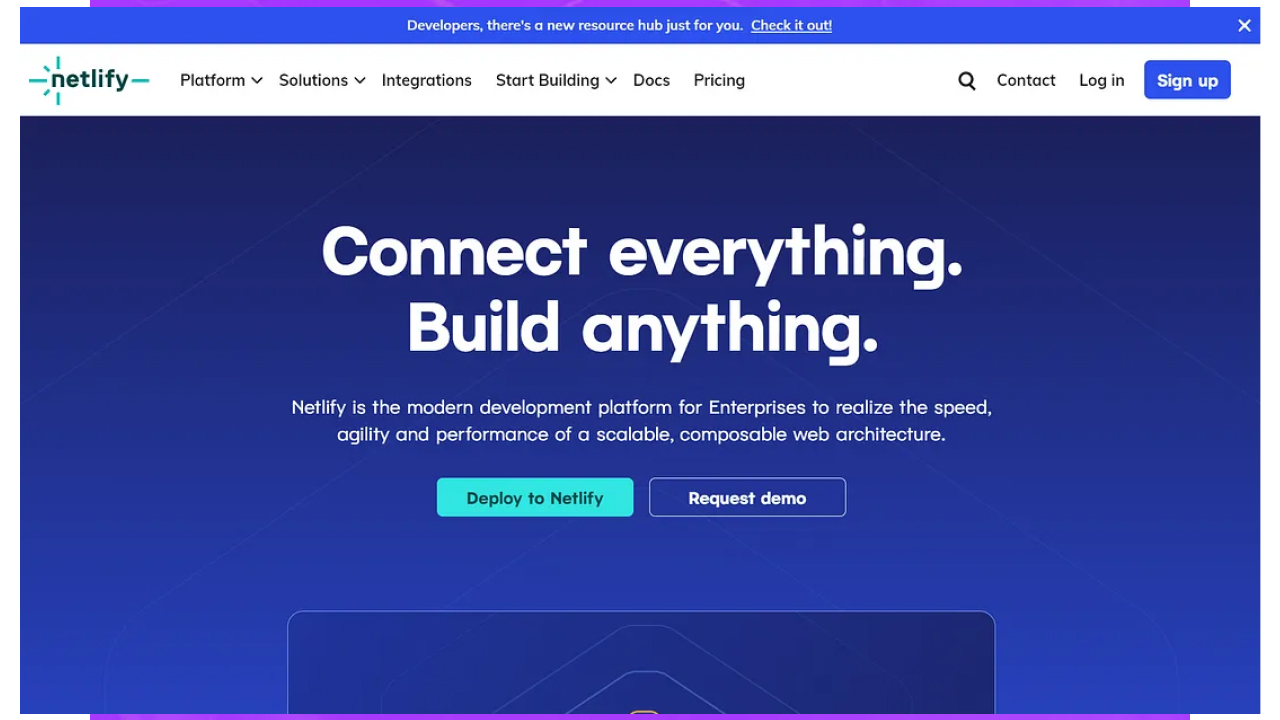 Developers, there's a new resource hub just for you. Check it out!
netlify
Platform Solutions Integrations Start Building Docs Pricing Contact Log in Sign up
Connect everything.
Build anything.
Netlify is the modern development platform for Enterprises to realize the speed,
agility and performance of a scalable, composable web architecture.
Deploy to Netlify Request demo